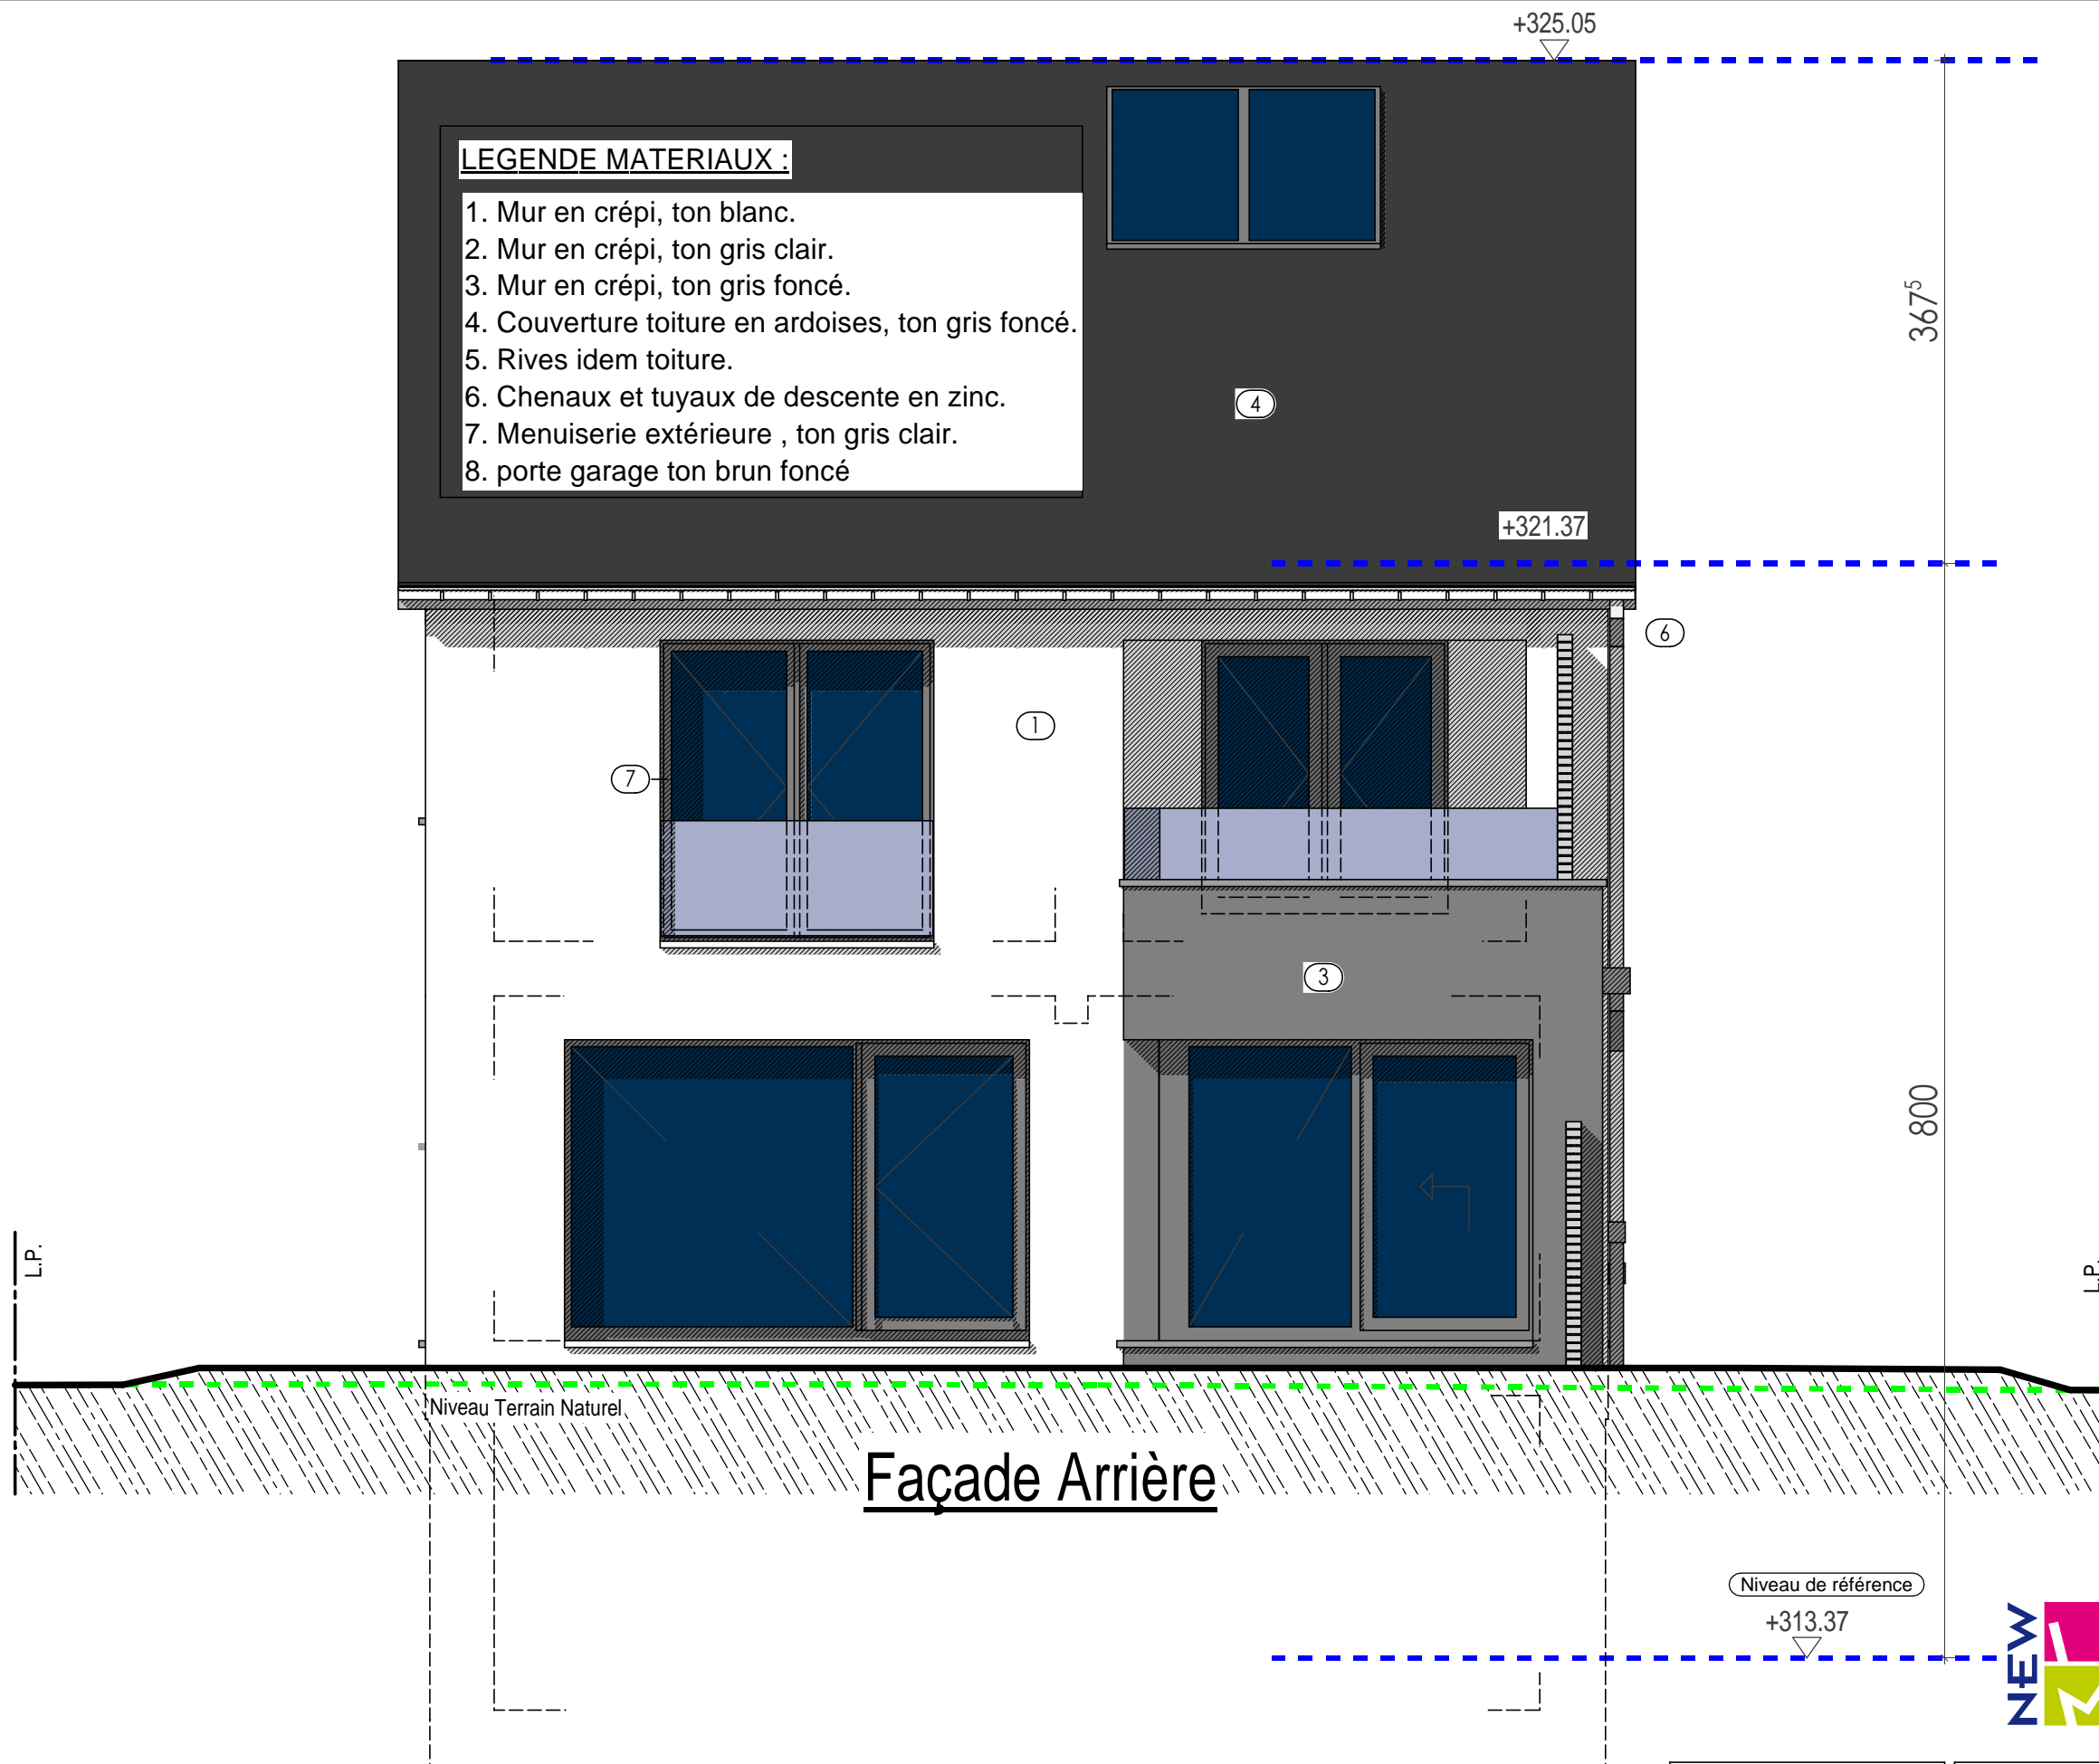 +325.05
LEGENDE MATERIAUX :
1. Mur en crépi, ton blanc.
2. Mur en crépi, ton gris clair.
3. Mur en crépi, ton gris foncé.
4. Couverture toiture en ardoises, ton gris foncé.
5. Rives idem toiture.
6. Chenaux et tuyaux de descente en zinc.
7. Menuiserie extérieure , ton gris clair.
8. porte garage ton brun foncé
367⁵
4
+321.37
6
1
7
3
800
L.P.
L.P.
Niveau Terrain Naturel
Façade Arrière
Niveau de référence
+313.37
NEW